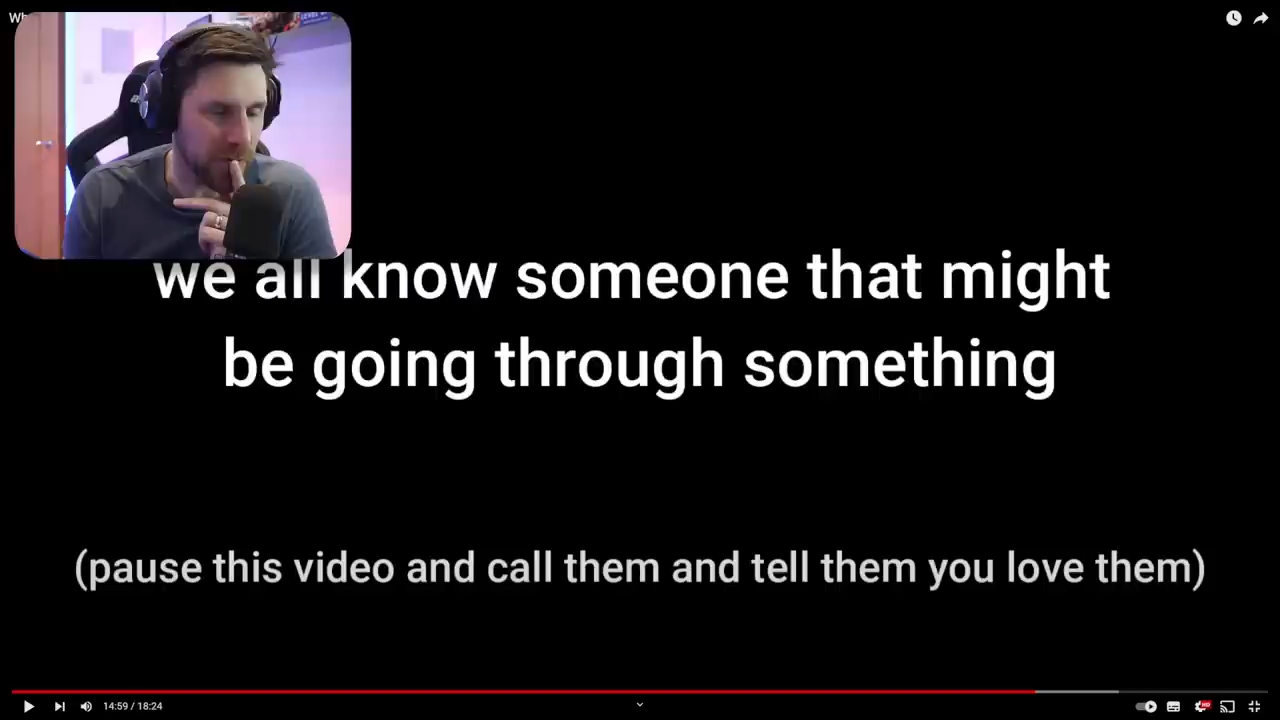 Wh
we all know someone that might
be going through something
(pause this video and call them and tell them you love them)
14:59 / 18:24